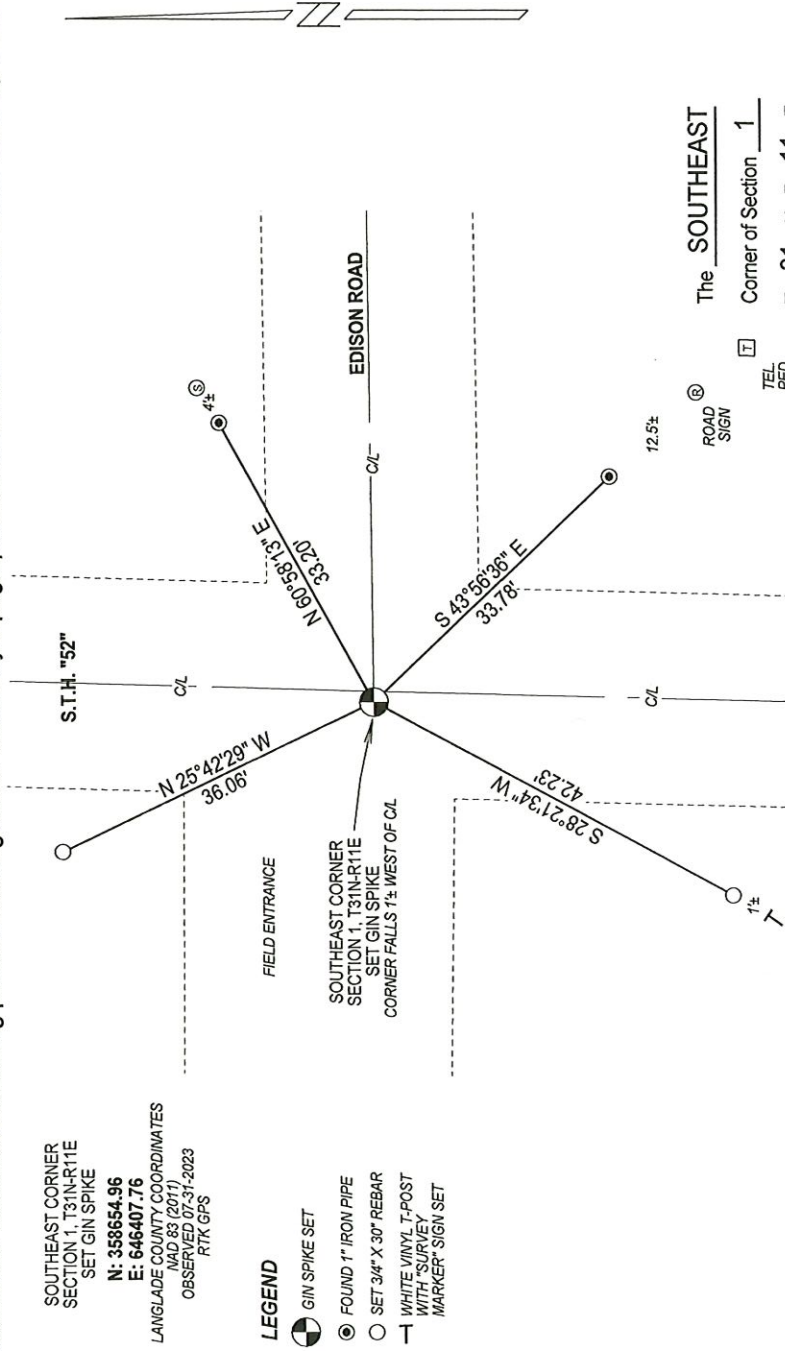 S.T.H. "52"
SOUTHEAST CORNER
SECTION 1, T31N-R11E
SET GIN SPIKE
N: 358654.96
E: 646407.76
LANGLADE COUNTY COORDINATES
NAD 83 (2011)
OBSERVED 07-31-2023
RTK GPS
N 25°42'29" W
36.06'
C/L
N 60°58'13" E
33.20'
S
4'±
FIELD ENTRANCE
EDISON ROAD
C/L
SOUTHEAST CORNER
SECTION 1, T31N-R11E
SET GIN SPIKE
CORNER FALLS 1'± WEST OF C/L
LEGEND
GIN SPIKE SET
FOUND 1" IRON PIPE
SET 3/4" X 30" REBAR
T WHITE VINYL T-POST
WITH "SURVEY
MARKER" SIGN SET
S 28°21'34" W
42.23'
S 43°56'36" E
33.78'
C/L
12.5'±
R
ROAD
SIGN
T
TEL.
PED.
1'±
T
The SOUTHEAST
Corner of Section 1